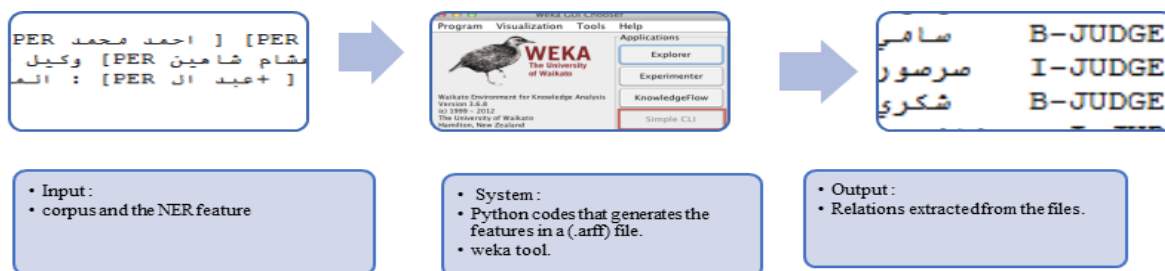 PER] [ احمد محمد PER]
هشام شاهين PER] وكيل
[ +عبد ال PER] :
Weka GUI Chooser
Program Visualization Tools Help
WEKA
The University
of Waikato
Waikato Environment for Knowledge Analysis
Version 3.6.8
(c) 1999 - 2012
The University of Waikato
Hamilton, New Zealand
Applications
Explorer
Experimenter
KnowledgeFlow
Simple CLI
سامي B-JUDGE
صرصور I-JUDGE
شكري B-JUDGE
• Input :
• corpus and the NER feature
• System :
• Python codes that generates the
features in a (.arff) file.
• weka tool.
• Output :
• Relations extracted from the files.